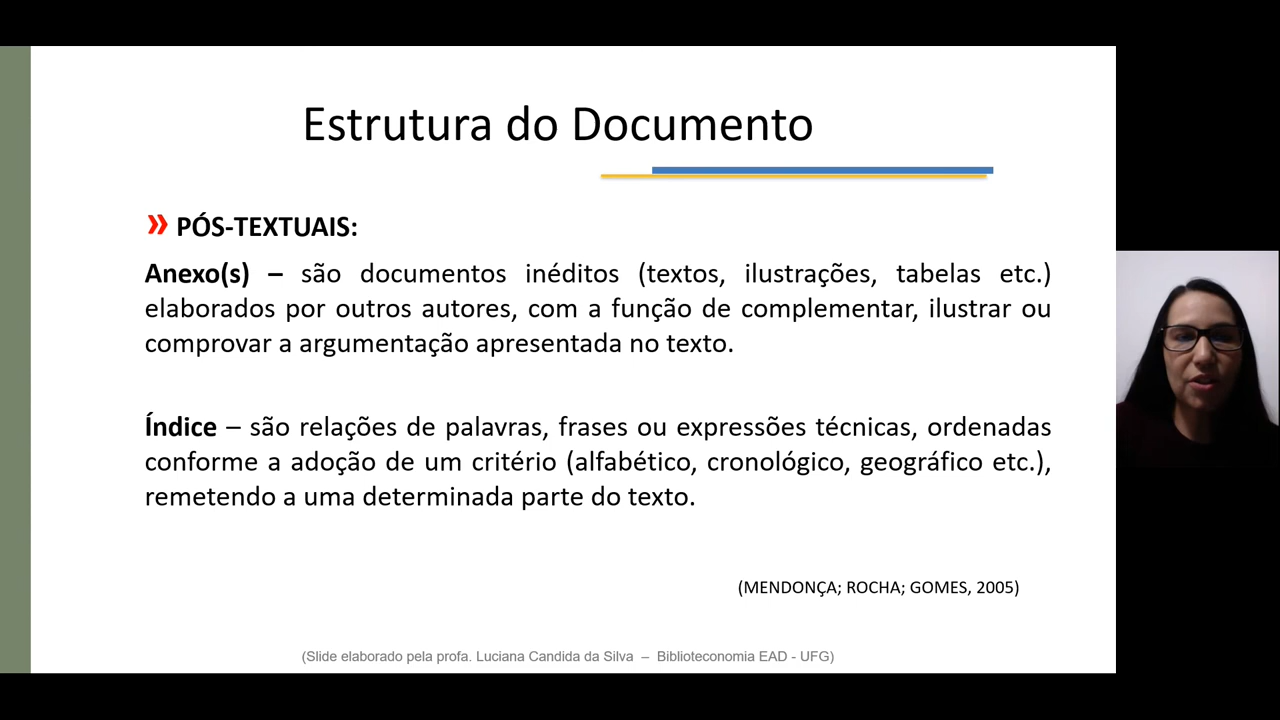 Estrutura do Documento
» PÓS-TEXTUAIS:
Anexo(s) – são documentos inéditos (textos, ilustrações, tabelas etc.)
elaborados por outros autores, com a função de complementar, ilustrar ou
comprovar a argumentação apresentada no texto.
Índice – são relações de palavras, frases ou expressões técnicas, ordenadas
conforme a adoção de um critério (alfabético, cronológico, geográfico etc.),
remetendo a uma determinada parte do texto.
(MENDONÇA; ROCHA; GOMES, 2005)
(Slide elaborado pela profa. Luciana Candida da Silva – Biblioteconomia EAD - UFG)